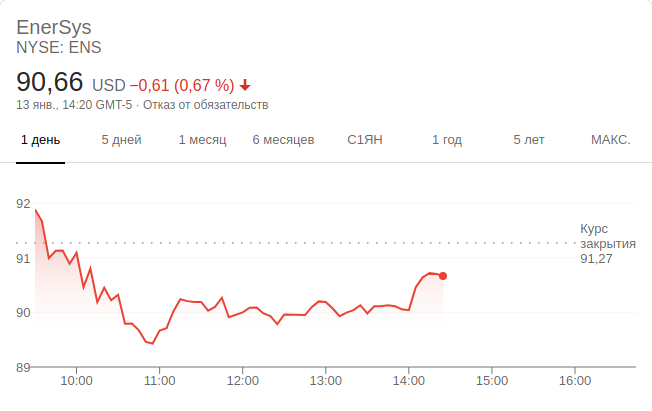 EnerSys
NYSE: ENS
90,66 USD −0,61 (0,67 %)
13 янв., 14:20 GMT-5 · Отказ от обязательств
1 день 5 дней 1 месяц 6 месяцев С1ЯН 1 год 5 лет МАКС.
92
Курс
закрытия
91 91,27
90
89
10:00 11:00 12:00 13:00 14:00 15:00 16:00